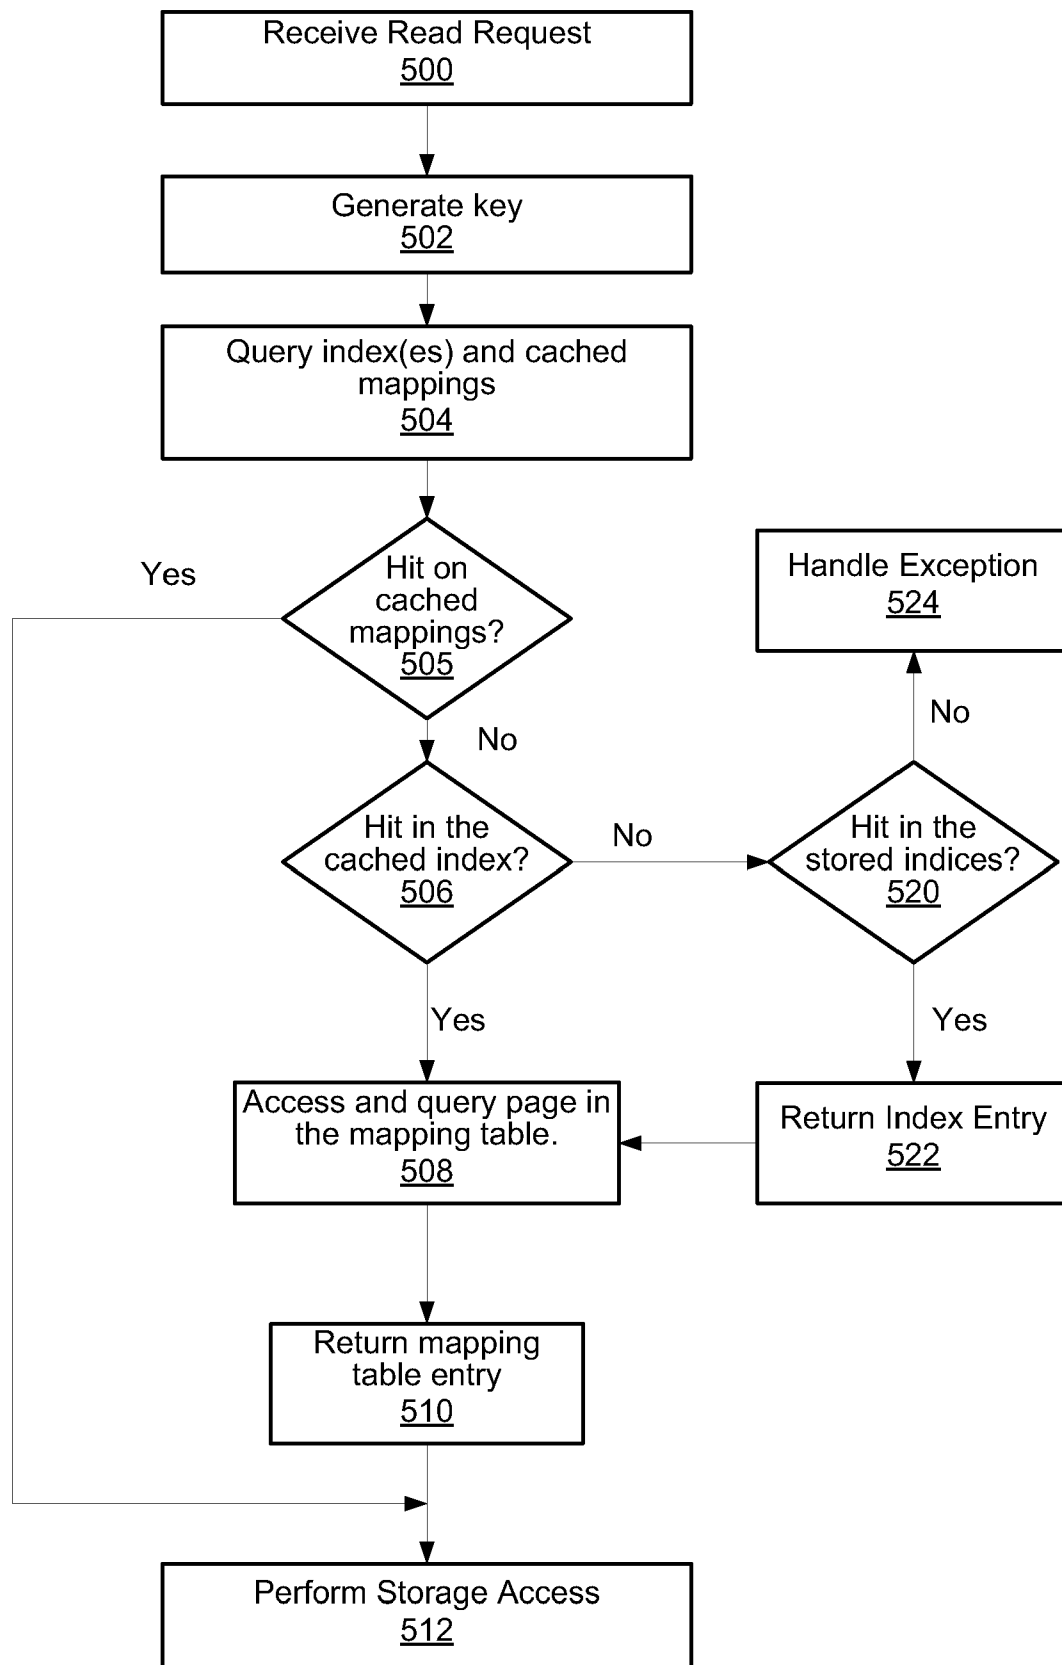 Receive Read Request
500
Generate key
502
Query index(es) and cached
mappings
504
Yes
Hit on
cached
mappings?
505
Handle Exception
524
No
No
Hit in the
cached index?
506
No
Hit in the
stored indices?
520
Yes
Yes
Access and query page in
the mapping table.
508
Return Index Entry
522
Return mapping
table entry
510
Perform Storage Access
512